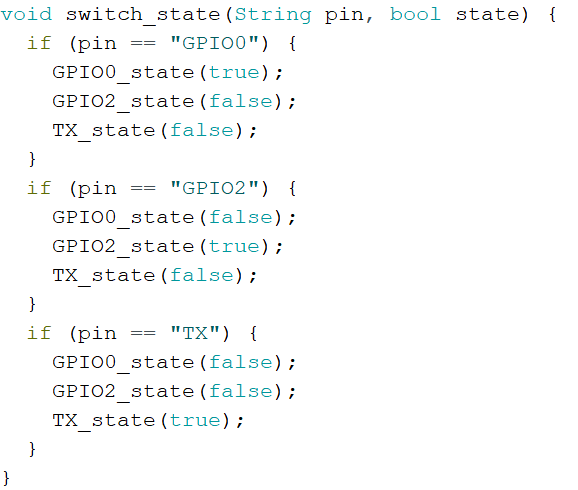 void switch_state(String pin, bool state) {
  if (pin == "GPIO0") {
    GPIO0_state(true);
    GPIO2_state(false);
    TX_state(false);
  }
  if (pin == "GPIO2") {
    GPIO0_state(false);
    GPIO2_state(true);
    TX_state(false);
  }
  if (pin == "TX") {
    GPIO0_state(false);
    GPIO2_state(false);
    TX_state(true);
  }
}